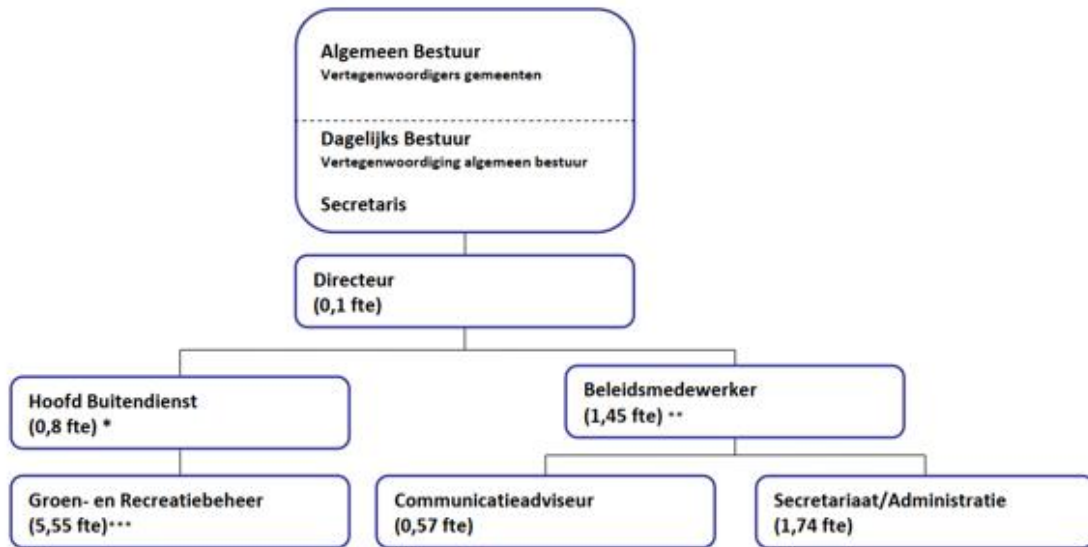 Algemeen Bestuur
Vertegenwoordigers gemeenten
Dagelijks Bestuur
Vertegenwoordiging algemeen bestuur
Secretaris
Directeur
(0,1 fte)
Hoofd Buitendienst
(0,8 fte) *
Beleidsmedewerker
(1,45 fte) **
Groen- en Recreatiebeheer
(5,55 fte)***
Communicatieadviseur
(0,57 fte)
Secretariaat/Administratie
(1,74 fte)